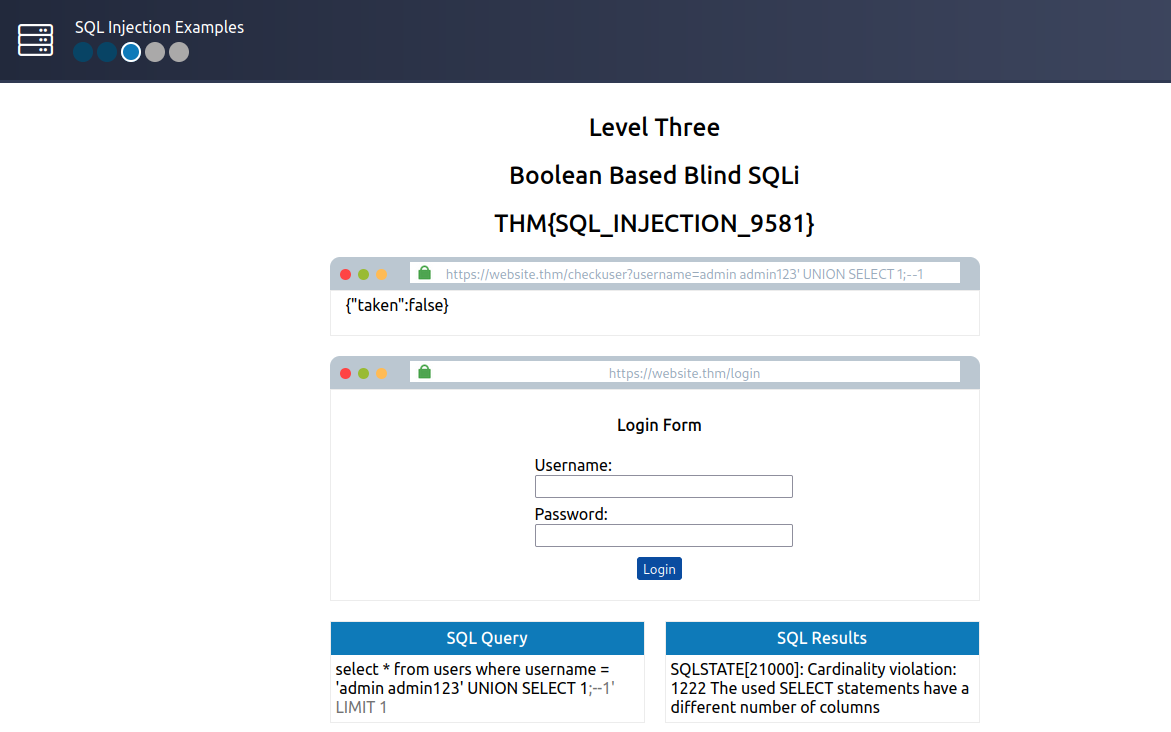 SQL Injection Examples
Level Three
Boolean Based Blind SQLi
THM{SQL_INJECTION_9581}
https://website.thm/checkuser?username=admin admin123' UNION SELECT 1;--1
{"taken":false}
https://website.thm/login
Login Form
Username:
Password:
Login
SQL Query
select * from users where username =
'admin admin123' UNION SELECT 1;--1'
LIMIT 1
SQL Results
SQLSTATE[21000]: Cardinality violation:
1222 The used SELECT statements have a
different number of columns